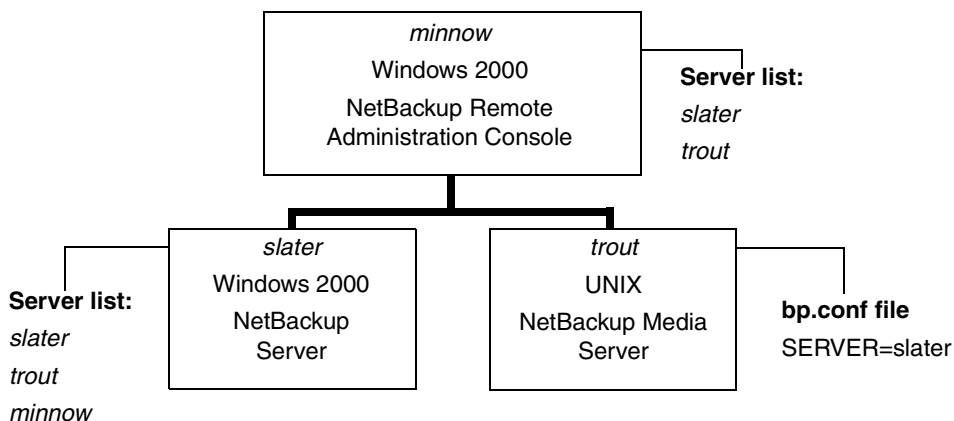 minnow
Windows 2000
NetBackup Remote
Administration Console
Server list:
slater
trout
slater
Windows 2000
NetBackup
Server
trout
UNIX
NetBackup Media
Server
Server list:
slater
trout
minnow
bp.conf file
SERVER=slater